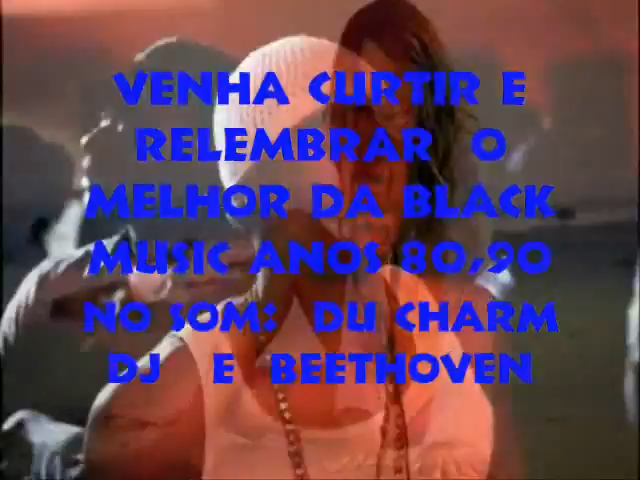 VENHA CURTIR E
RELEMBRAR O
MELHOR DA BLACK
MUSIC ANOS 80,90
NO SOM: DU CHARM
DJ E BEETHOVEN